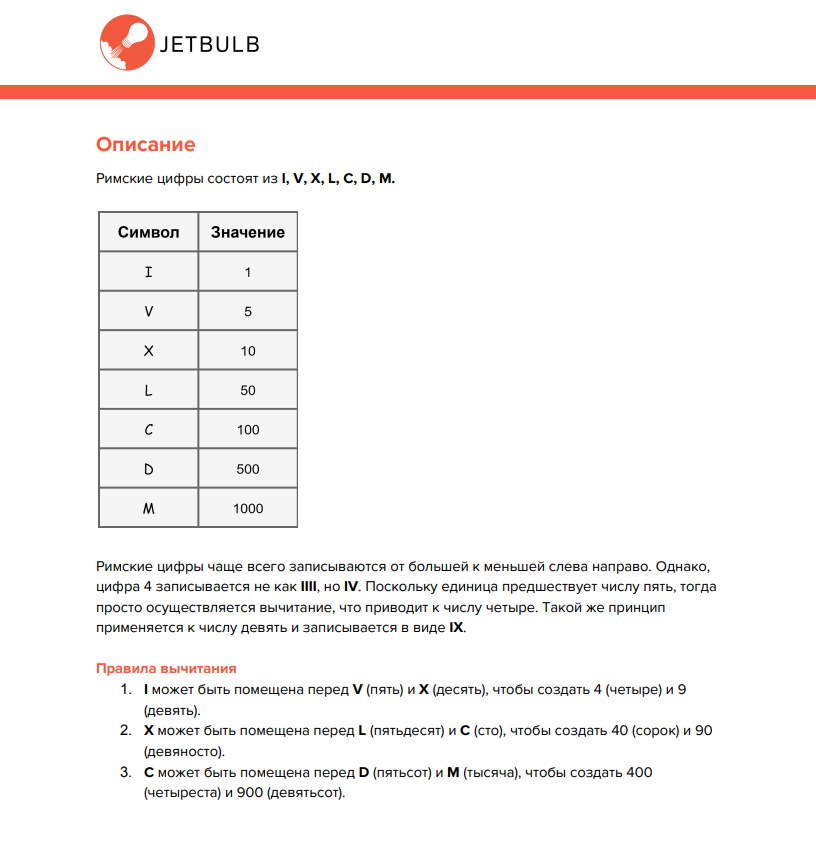 JETBULB
Описание
Римские цифры состоят из I, V, X, L, C, D, M.
Символ Значение
I 1
V 5
X 10
L 50
C 100
D 500
M 1000
Римские цифры чаще всего записываются от большей к меньшей слева направо. Однако,
цифра 4 записывается не как IIII, но IV. Поскольку единица предшествует числу пять, тогда
просто осуществляется вычитание, что приводит к числу четыре. Такой же принцип
применяется к числу девять и записывается в виде IX.
Правила вычитания
1. I может быть помещена перед V (пять) и X (десять), чтобы создать 4 (четыре) и 9
(девять).
2. X может быть помещена перед L (пятьдесят) и C (сто), чтобы создать 40 (сорок) и 90
(девяносто).
3. C может быть помещена перед D (пятьсот) и M (тысяча), чтобы создать 400
(четыреста) и 900 (девятьсот).